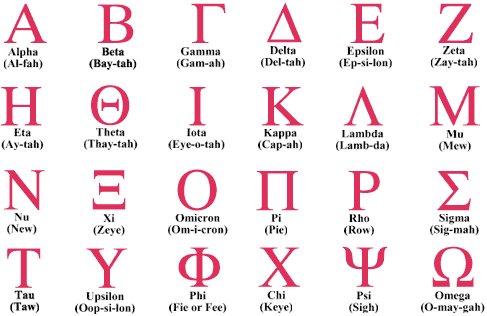 Α Β Γ Δ Ε Ζ
Alpha Beta Gamma Delta Epsilon Zeta
(Al-fah) (Bay-tah) (Gam-ah) (Del-tah) (Ep-si-lon) (Zay-tah)
Η Θ Ι Κ Λ Μ
Eta Theta Iota Kappa Lambda Mu
(Ay-tah) (Thay-tah) (Eye-o-tah) (Cap-ah) (Lamb-da) (Mew)
Ν Ξ Ο Π Ρ Σ
Nu Xi Omicron Pi Rho Sigma
(New) (Zeye) (Om-i-cron) (Pie) (Row) (Sig-mah)
Τ Υ Φ Χ Ψ Ω
Tau Upsilon Phi Chi Psi Omega
(Taw) (Oop-si-lon) (Fie or Fee) (Keye) (Sigh) (O-may-gah)